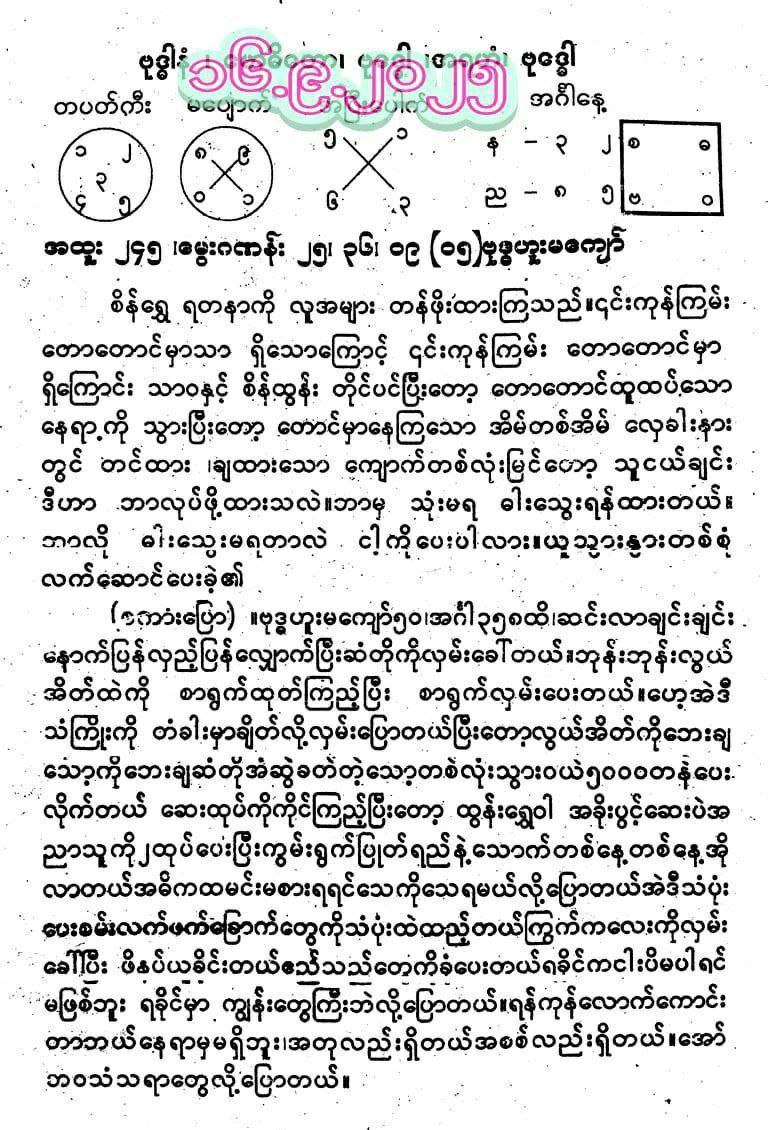 ဗုဒ္ဓါနံ ၊ ဗုဒ္ဓေါ
၁၆.၉.၂၀၂၅
တပတ်ကီး မပျောက် အင်္ဂါနေ့
၁ ၂ ၃ ၄ ၅
၈ ၉ ၀ ၁
၅ ၁ ၆ ၃
န – ၃ ၂
ည – ၈ ၅
စ ဓ ဗ ဝ
အထူး ၂၄၅ ၊မွေးဂဏန်း ၂၅၊ ၃၆၊ ၀၉ (၀၅)ဗုဒ္ဓဟူးမကျော်
စိန်ရွှေ ရတနာကို လူအများ တန်ဖိုးထားကြသည်။၎င်းကုန်ကြမ်း
တောတောင်မှာသာ ရှိသောကြောင့် ၎င်းကုန်ကြမ်း တောတောင်မှာ
ရှိကြောင်း သာဝနှင့် စိန်ထွန်း တိုင်ပင်ပြီးတော့ တောတောင်ထူထပ်သော
နေရာ့ကို သွားပြီးတော့ တောင်မှာနေကြသော အိမ်တစ်အိမ် လှေခါးနား
တွင် တင်ထား ၊ချထားသော ကျောက်တစ်လုံးမြင်တော့ သူငယ်ချင်း
ဒီဟာ ဘာလုပ်ဖို့ထားသလဲ။ဘာမှ သုံးမရ ဓါးသွေးရန်ထားတယ်။
ဘာလို ဓါးသွေးမရတာလဲ ငါ့ကိုပေးပါလား။ယူသွားနွားတစ်စုံ
လက်ဆောင်ပေးခဲ့၏
(စကားပြော) ။ဗုဒ္ဓဟူးမကျော်၅၀၊အင်္ဂါ၃၅၈ထိ၊ဆင်းလာချင်းချင်း
နောက်ပြန်လှည့်ပြန်လျှောက်ပြီးဆံတိုကိုလှမ်းခေါ်တယ်။ဘုန်းဘုန်းလွယ်
အိတ်ထဲကို စာရွက်ထုတ်ကြည့်ပြီး စာရွက်လှမ်းပေးတယ်။ဟေ့အဲဒီ
သံကြိုးကို တံခါးမှာချိတ်လို့လှမ်းပြောတယ်ပြီးတော့လွယ်အိတ်ကိုဘေးချ
သော့ကိုဘေးချဆံတိုအံဆွဲခတ်တဲ့သော့တစ်လုံးသွားဝယ်၅၀၀၀တန်ပေး
လိုက်တယ် ဆေးထုပ်ကိုကိုင်ကြည့်ပြီးတော့ ထွန်းရွှေဝါ အခိုးပွင့်ဆေးပဲအ
ညာသူကို၂ထုပ်ပေးပြီးကွမ်းရွက်ပြုတ်ရည်နဲ့သောက်တစ်နေ့တစ်နေ့အို
လာတယ်အဓိကထမင်းမစားရရင်သေကိုသေရမယ်လို့ပြောတယ်အဲဒီသံပုံး
ပေးစမ်းလက်ဖက်ခြောက်တွေကိုသံပုံးထဲထည့်တယ်ကြွက်ကလေးကိုလှမ်း
ခေါ်ပြီး ဖိနပ်ယူခိုင်းတယ်ဧည့်သည်တွေကိုခံပေးတယ်ရခိုင်ကငါးပိမပါရင်
မဖြစ်ဘူး ရခိုင်မှာ ကျွန်းတွေကြီးဘဲလို့ပြောတယ်။ရန်ကုန်လောက်ကောင်း
တာဘယ်နေရာမှမရှိဘူး၊အတုလည်းရှိတယ်အစစ်လည်းရှိတယ်။အော်
ဘဝသံသရာတွေလို့ပြောတယ်။